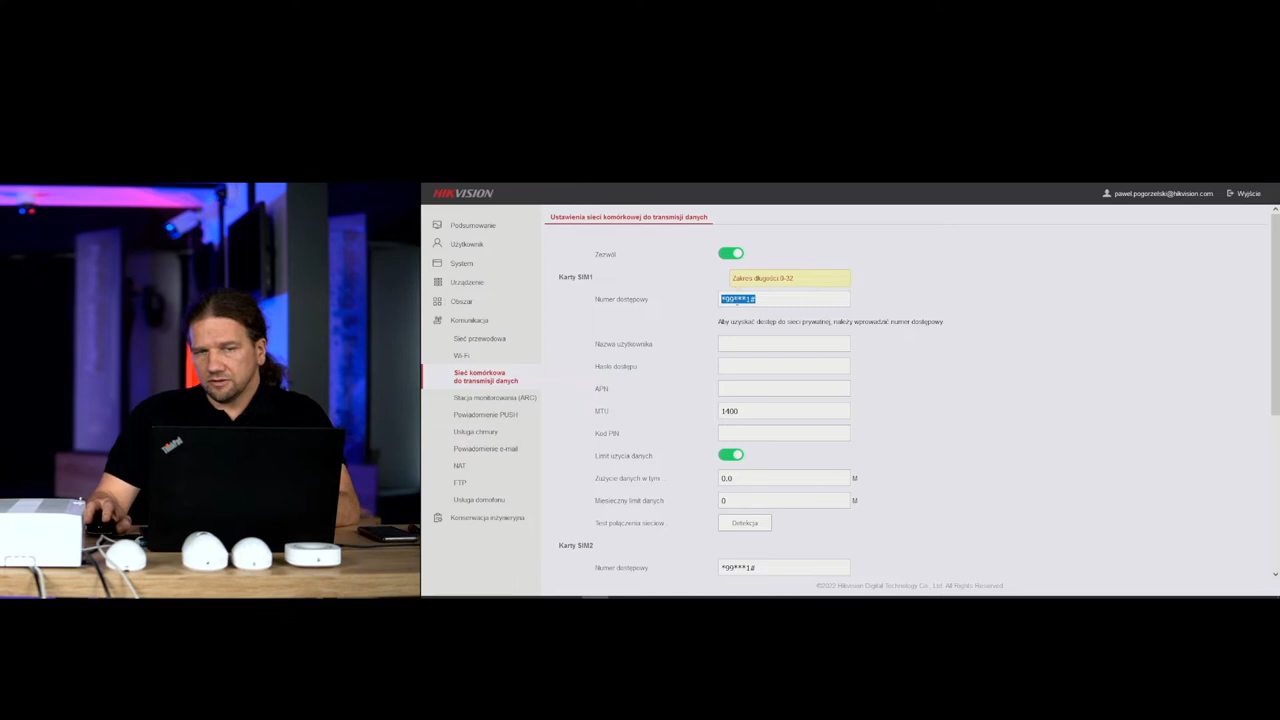 HIKVISION
pawel.pogorzelski@hikvision.com
Wyjście
Podsumowanie
Użytkownik
System
Urządzenie
Obszar
Komunikacja
Sieć przewodowa
Wi-Fi
Sieć komórkowa
do transmisji danych
Stacja monitorowania (ARC)
Powiadomienie PUSH
Usługa chmury
Powiadomienie e-mail
NAT
FTP
Usługa domofonu
Konserwacja inżynieryjna
Ustawienia sieci komórkowej do transmisji danych
Zezwól
Karty SIM1
Zakres długości:0-32
Numer dostępowy
*99***1#
Aby uzyskać dostęp do sieci prywatnej, należy wprowadzić numer dostępowy
Nazwa użytkownika
Hasło dostępu
APN
MTU
1400
Kod PIN
Limit użycia danych
Zużycie danych w tym ...
0.0
M
Miesięczny limit danych
0
M
Test połączenia sieciow...
Detekcja
Karty SIM2
Numer dostępowy
*99***1#
©2022 Hikvision Digital Technology Co., Ltd. All Rights Reserved.
ThinkPad